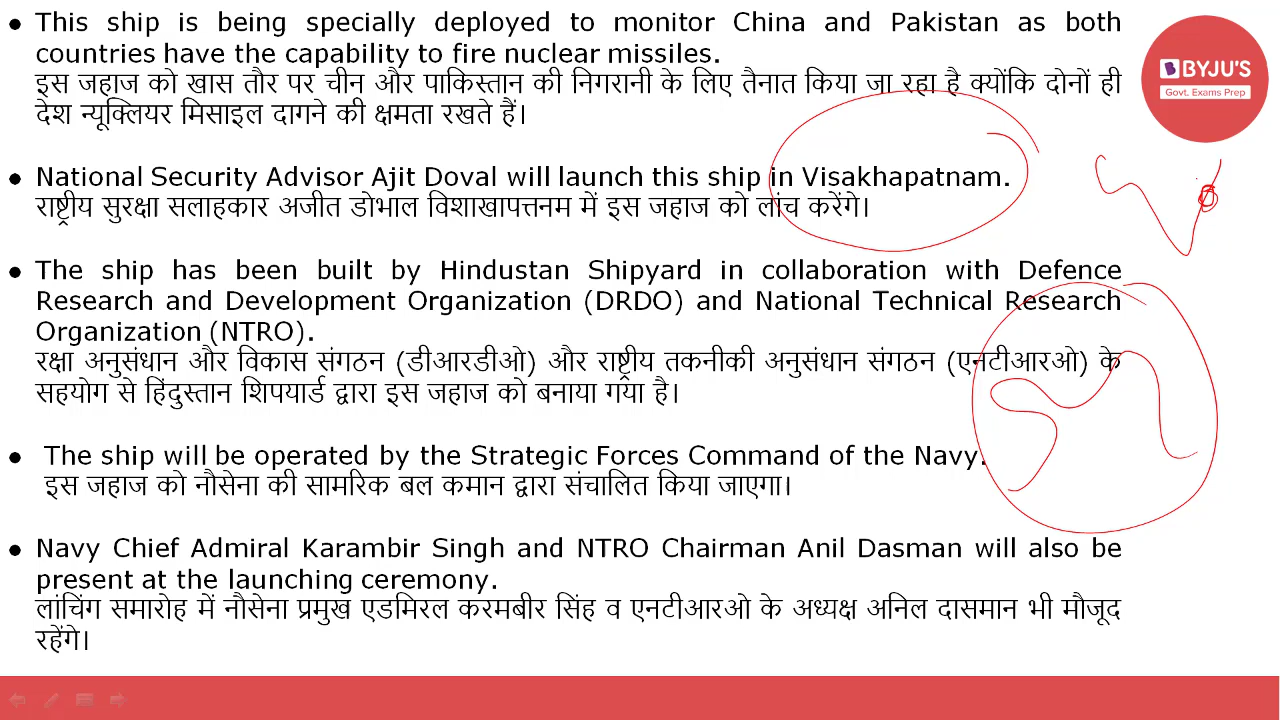 • This ship is being specially deployed to monitor China and Pakistan as both
countries have the capability to fire nuclear missiles.
इस जहाज को खास तौर पर चीन और पाकिस्तान की निगरानी के लिए तैनात किया जा रहा है क्योंकि दोनों ही
देश न्यूक्लियर मिसाइल दागने की क्षमता रखते हैं।
BYJU'S
Govt. Exams Prep
• National Security Advisor Ajit Doval will launch this ship in Visakhapatnam.
राष्ट्रीय सुरक्षा सलाहकार अजीत डोभाल विशाखापत्तनम में इस जहाज को लांच करेंगे।
• The ship has been built by Hindustan Shipyard in collaboration with Defence
Research and Development Organization (DRDO) and National Technical Research
Organization (NTRO).
रक्षा अनुसंधान और विकास संगठन (डीआरडीओ) और राष्ट्रीय तकनीकी अनुसंधान संगठन (एनटीआरओ) के
सहयोग से हिंदुस्तान शिपयार्ड द्वारा इस जहाज को बनाया गया है।
• The ship will be operated by the Strategic Forces Command of the Navy.
इस जहाज को नौसेना की सामरिक बल कमान द्वारा संचालित किया जाएगा।
• Navy Chief Admiral Karambir Singh and NTRO Chairman Anil Dasman will also be
present at the launching ceremony.
लांचिंग समारोह में नौसेना प्रमुख एडमिरल करमबीर सिंह व एनटीआरओ के अध्यक्ष अनिल दासमान भी मौजूद
रहेंगे।